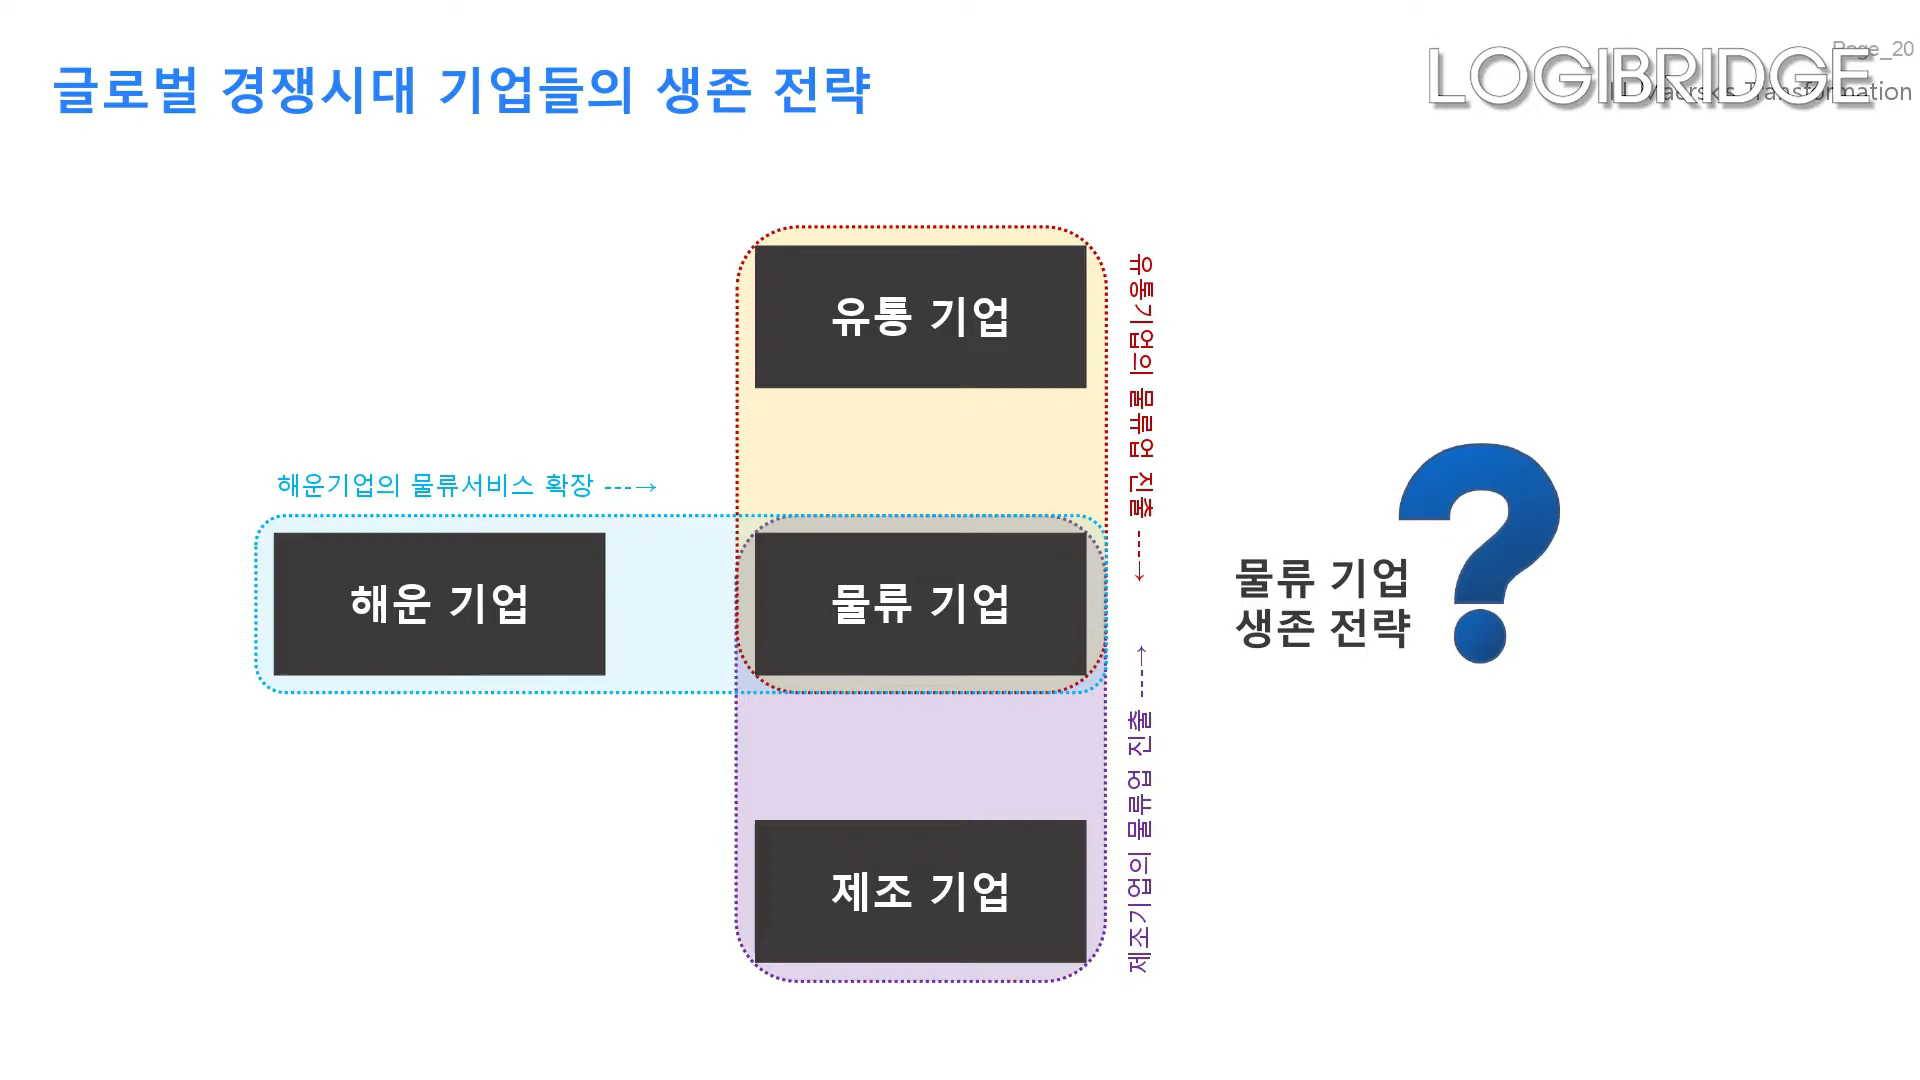 Page_20
글로벌 경쟁시대 기업들의 생존 전략
LOGIBRIDGE
Maersk's Transformation
유통 기업
유통기업의 물류업 진출 ---→
해운기업의 물류서비스 확장 ---→
해운 기업
물류 기업
물류 기업
생존 전략
?
제조기업의 물류업 진출 ---→
제조 기업